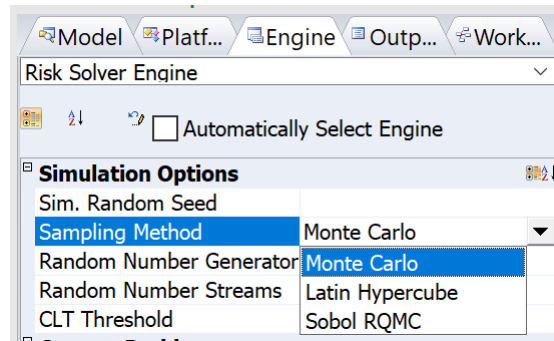 Model Platf... Engine Outp... Work...
Risk Solver Engine
Automatically Select Engine
Simulation Options
Sim. Random Seed
Sampling Method Monte Carlo
Random Number Generator Monte Carlo
Random Number Streams Latin Hypercube
CLT Threshold Sobol RQMC